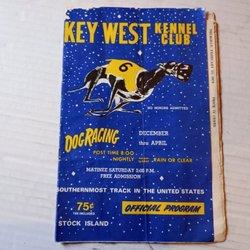 KEY WEST KENNEL CLUB
6
NO MINORS ADMITTED
DOG RACING
DECEMBER
thru APRIL
POST TIME 8:00
NIGHTLY RAIN OR CLEAR
MATINEE SATURDAY 2:00 P.M.
FREE ADMISSION
SOUTHERNMOST TRACK IN THE UNITED STATES
75¢
TAX INCLUDED
OFFICIAL PROGRAM
STOCK ISLAND